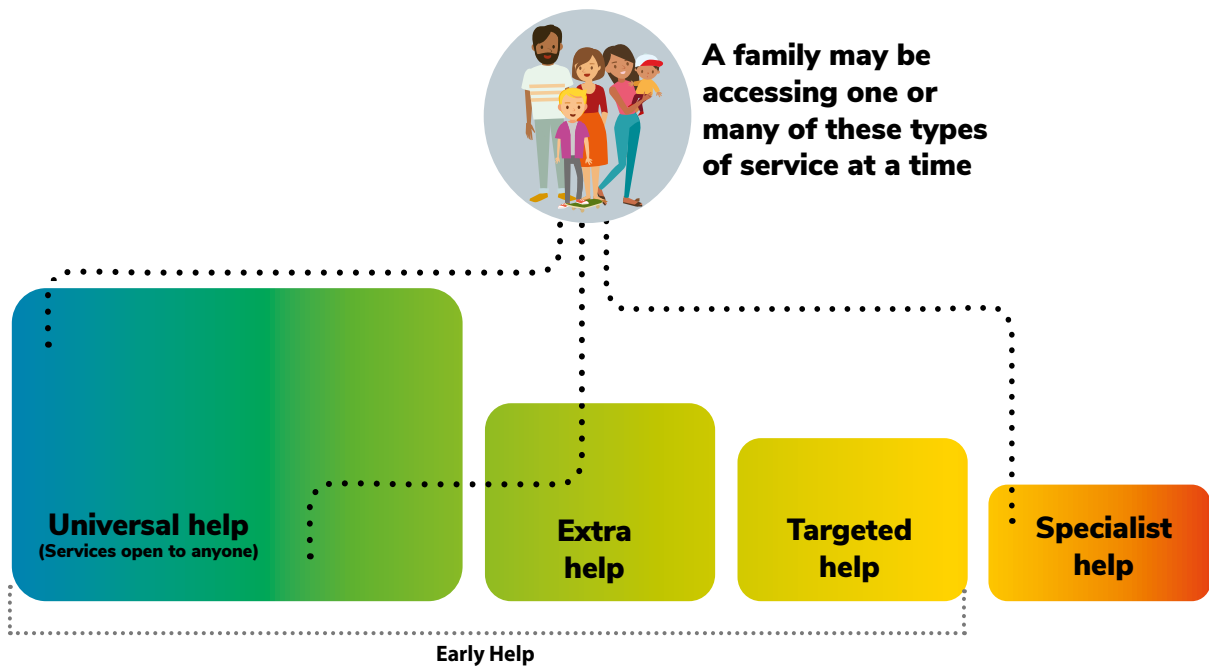 A family may be
accessing one or
many of these types
of service at a time
Universal help
(Services open to anyone)
Extra
help
Targeted
help
Specialist
help
Early Help